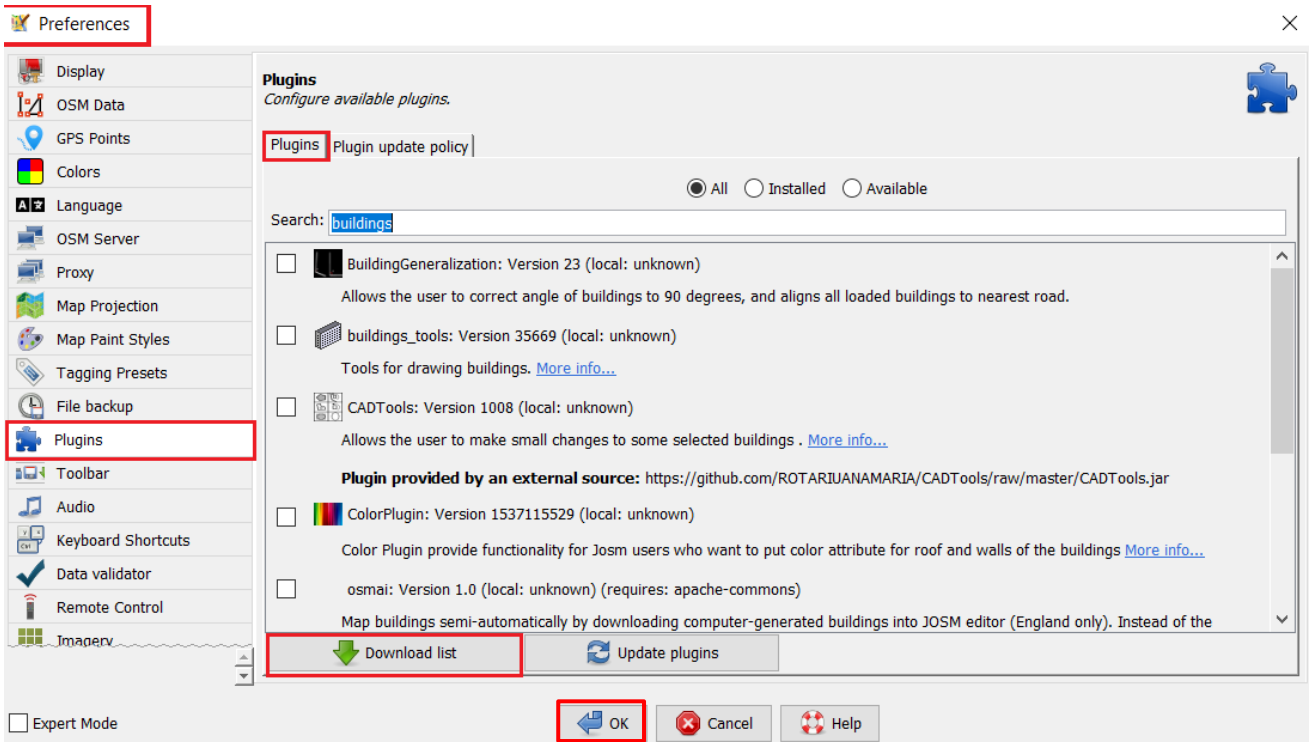 Preferences
Display
OSM Data
GPS Points
Colors
Language
OSM Server
Proxy
Map Projection
Map Paint Styles
Tagging Presets
File backup
Plugins
Toolbar
Audio
Keyboard Shortcuts
Data validator
Remote Control
Imagery
Expert Mode
Plugins
Configure available plugins.
Plugins Plugin update policy
All Installed Available
Search: buildings
BuildingGeneralization: Version 23 (local: unknown)
Allows the user to correct angle of buildings to 90 degrees, and aligns all loaded buildings to nearest road.
buildings_tools: Version 35669 (local: unknown)
Tools for drawing buildings. More info...
CADTools: Version 1008 (local: unknown)
Allows the user to make small changes to some selected buildings . More info...
Plugin provided by an external source: https://github.com/ROTARIUANAMARIA/CADTools/raw/master/CADTools.jar
ColorPlugin: Version 1537115529 (local: unknown)
Color Plugin provide functionality for Josm users who want to put color attribute for roof and walls of the buildings More info...
osmai: Version 1.0 (local: unknown) (requires: apache-commons)
Map buildings semi-automatically by downloading computer-generated buildings into JOSM editor (England only). Instead of the
Download list Update plugins
OK Cancel Help